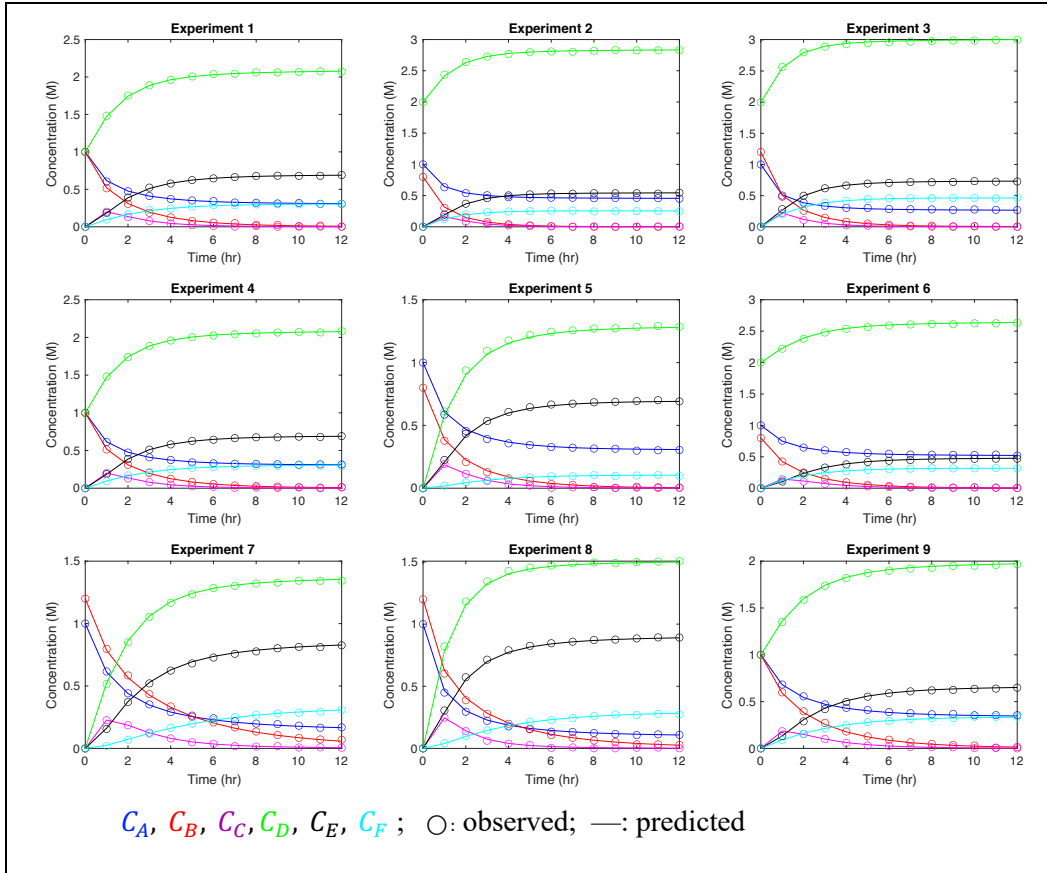 Experiment 1
Concentration (M)
2.5
2
1.5
1
0.5
0
0 2 4 6 8 10 12
Time (hr)
Experiment 2
Concentration (M)
3
2.5
2
1.5
1
0.5
0
0 2 4 6 8 10 12
Time (hr)
Experiment 3
Concentration (M)
3
2.5
2
1.5
1
0.5
0
0 2 4 6 8 10 12
Time (hr)
Experiment 4
Concentration (M)
2.5
2
1.5
1
0.5
0
0 2 4 6 8 10 12
Time (hr)
Experiment 5
Concentration (M)
1.5
1
0.5
0
0 2 4 6 8 10 12
Time (hr)
Experiment 6
Concentration (M)
3
2.5
2
1.5
1
0.5
0
0 2 4 6 8 10 12
Time (hr)
Experiment 7
Concentration (M)
1.5
1
0.5
0
0 2 4 6 8 10 12
Time (hr)
Experiment 8
Concentration (M)
1.5
1
0.5
0
0 2 4 6 8 10 12
Time (hr)
Experiment 9
Concentration (M)
2
1.5
1
0.5
0
0 2 4 6 8 10 12
Time (hr)
C_A, C_B, C_C, C_D, C_E, C_F ; ○: observed; —: predicted